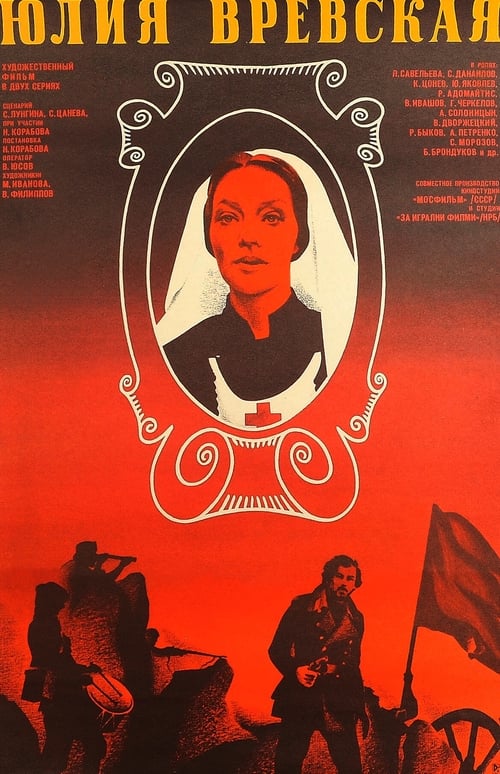 ЮЛИЯ ВРЕВСКАЯ
ХУДОЖЕСТВЕННЫЙ
ФИЛЬМ
В ДВУХ СЕРИЯХ
СЦЕНАРИЙ
С. ЛУНГИНА, С. ЦАНЕВА,
ПРИ УЧАСТИИ
Н. КОРАБОВА
ПОСТАНОВКА
Н. КОРАБОВА
ОПЕРАТОР
В. ЮСОВ
ХУДОЖНИКИ
М. ИВАНОВА,
В. ФИЛИППОВ
В РОЛЯХ:
Л. САВЕЛЬЕВА, С. ДАНАИЛОВ,
К. ЦОНЕВ, Ю. ЯКОВЛЕВ,
Р. АДОМАЙТИС,
В. ИВАШОВ, Г. ЧЕРКЕЛОВ,
А. СОЛОНИЦЫН,
В. ДВОРЖЕЦКИЙ,
Р. БЫКОВ, А. ПЕТРЕНКО,
С. МОРОЗОВ,
Б. БРОНДУКОВ и др.
СОВМЕСТНОЕ ПРОИЗВОДСТВО
КИНОСТУДИИ
«МОСФИЛЬМ» /СССР/
И СТУДИИ
«ЗА ИГРАЛНИ ФИЛМИ»/НРБ/